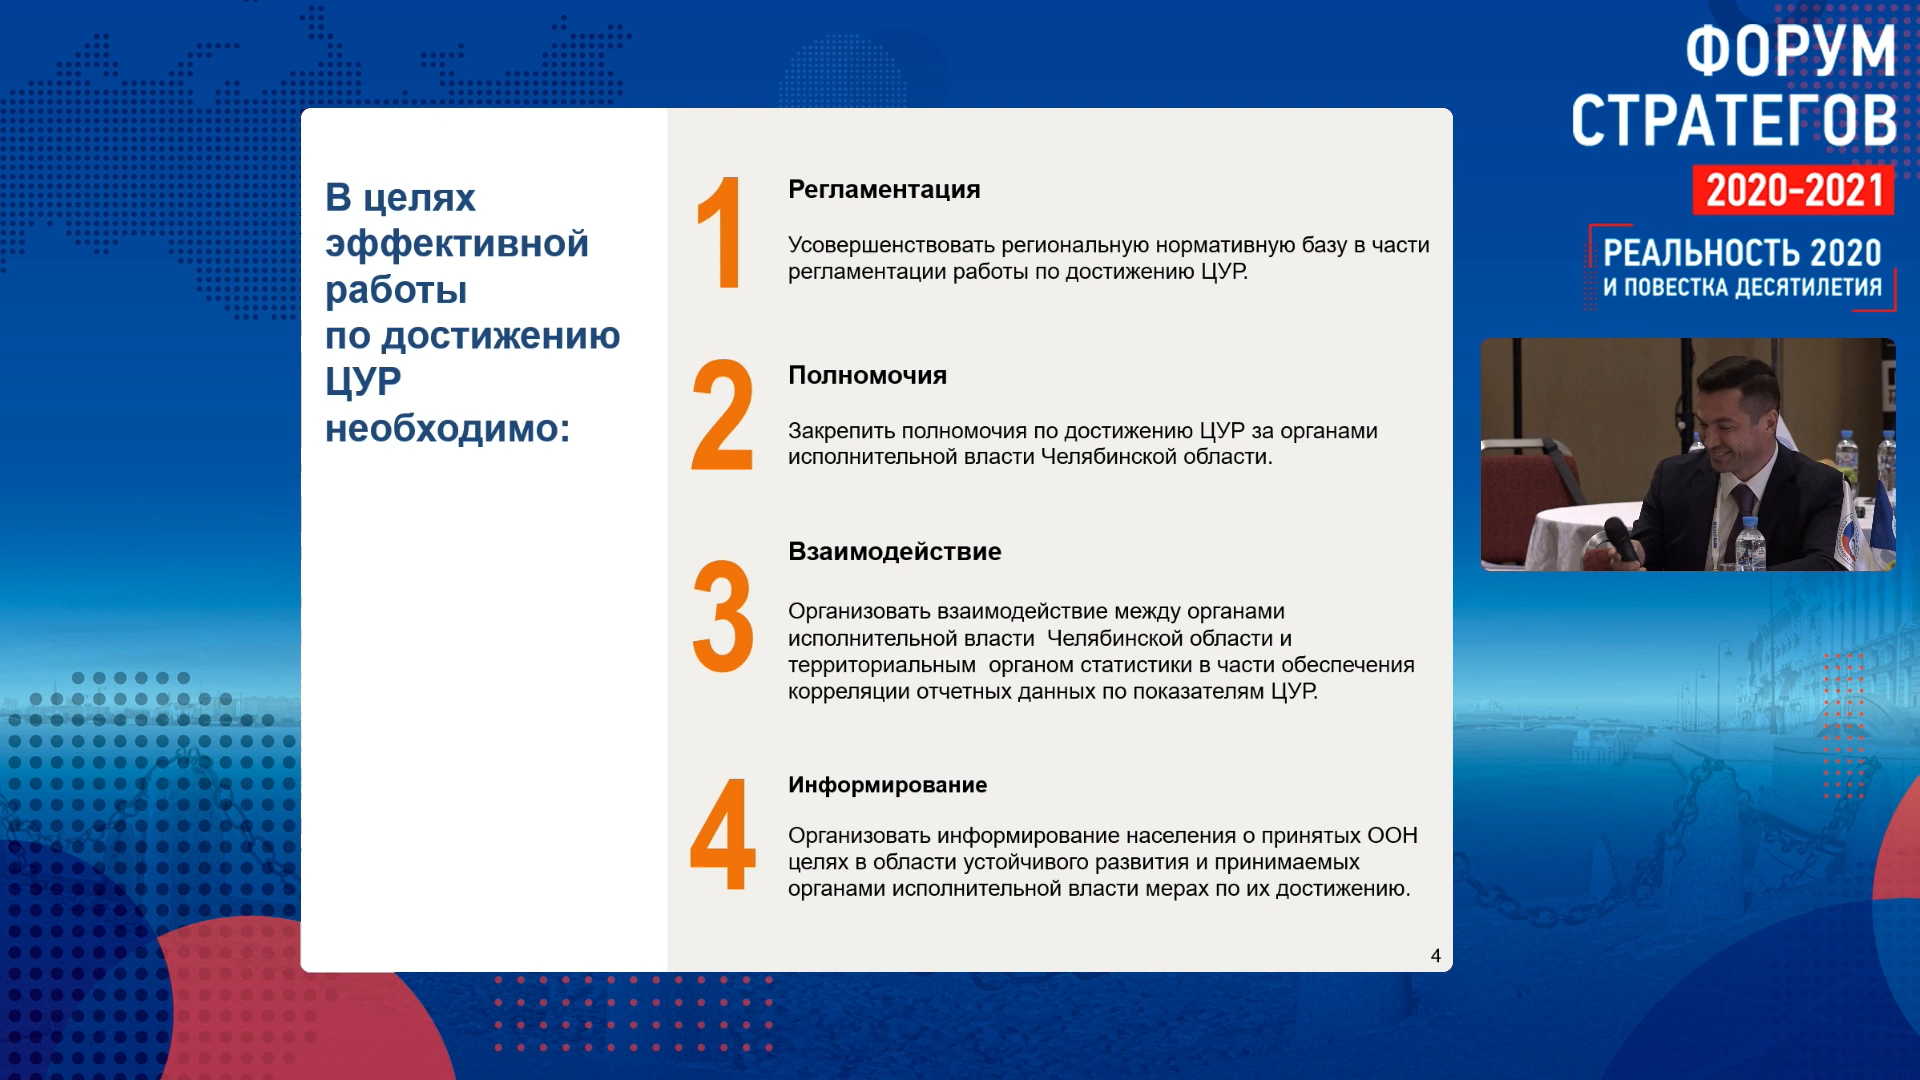 ФОРУМ
СТРАТЕГОВ
2020-2021
РЕАЛЬНОСТЬ 2020
И ПОВЕСТКА ДЕСЯТИЛЕТИЯ
В целях
эффективной
работы
по достижению
ЦУР
необходимо:
1
Регламентация
Усовершенствовать региональную нормативную базу в части
регламентации работы по достижению ЦУР.
2
Полномочия
Закрепить полномочия по достижению ЦУР за органами
исполнительной власти Челябинской области.
3
Взаимодействие
Организовать взаимодействие между органами
исполнительной власти  Челябинской области и
территориальным  органом статистики в части обеспечения
корреляции отчетных данных по показателям ЦУР.
4
Информирование
Организовать информирование населения о принятых ООН
целях в области устойчивого развития и принимаемых
органами исполнительной власти мерах по их достижению.
4